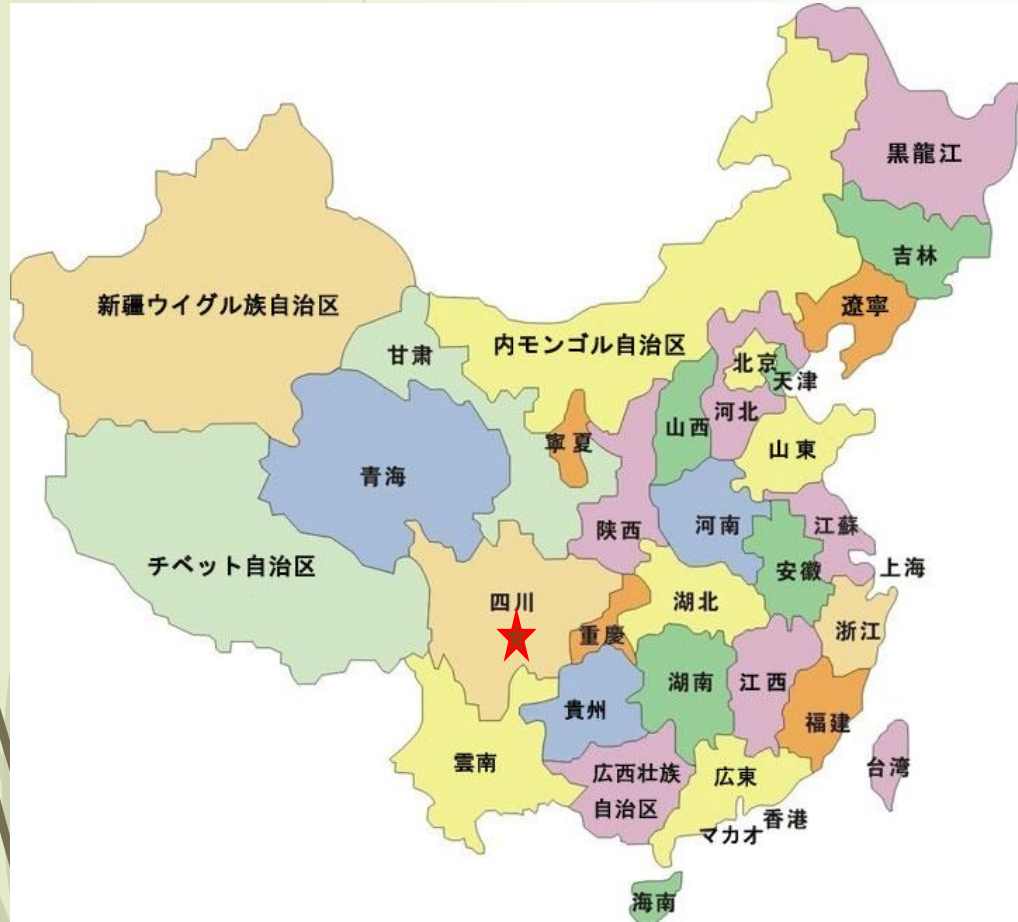 黒龍江
吉林
遼寧
新疆ウイグル族自治区
内モンゴル自治区
甘肃
北京
天津
河北
山西
寧夏
山東
青海
陕西
河南
江蘇
チベット自治区
安徽
上海
四川
湖北
重慶
浙江
湖南
江西
貴州
福建
雲南
広西壮族
自治区
広東
台湾
香港
マカオ
海南